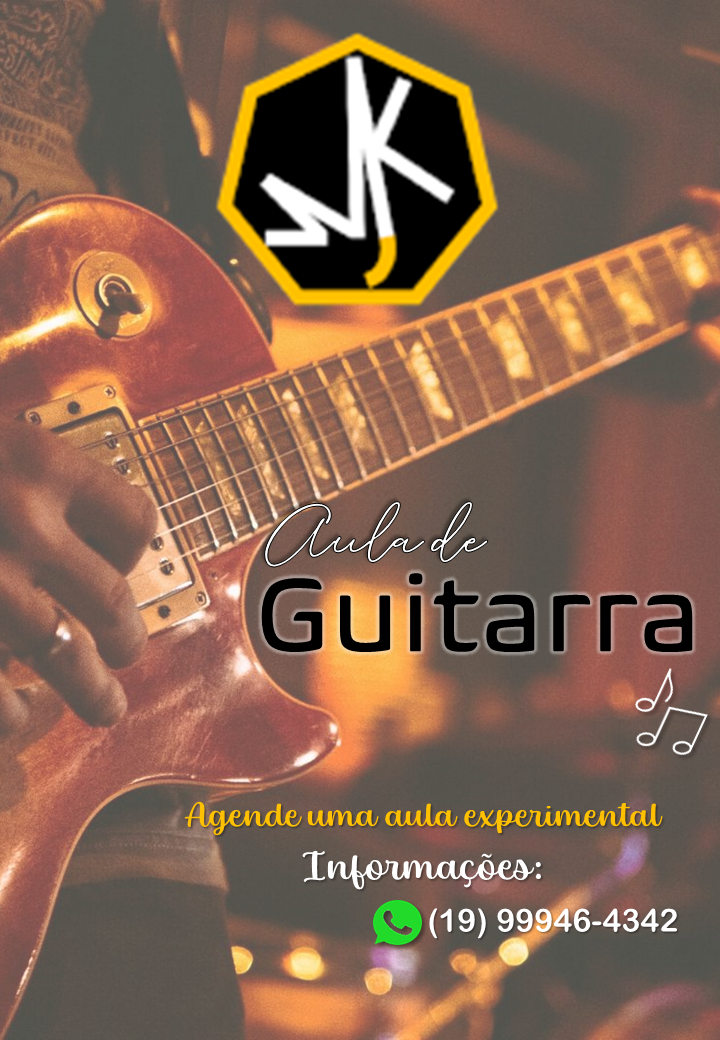 Aula de
Guitarra
Agende uma aula experimental
Informações:
(19) 99946-4342